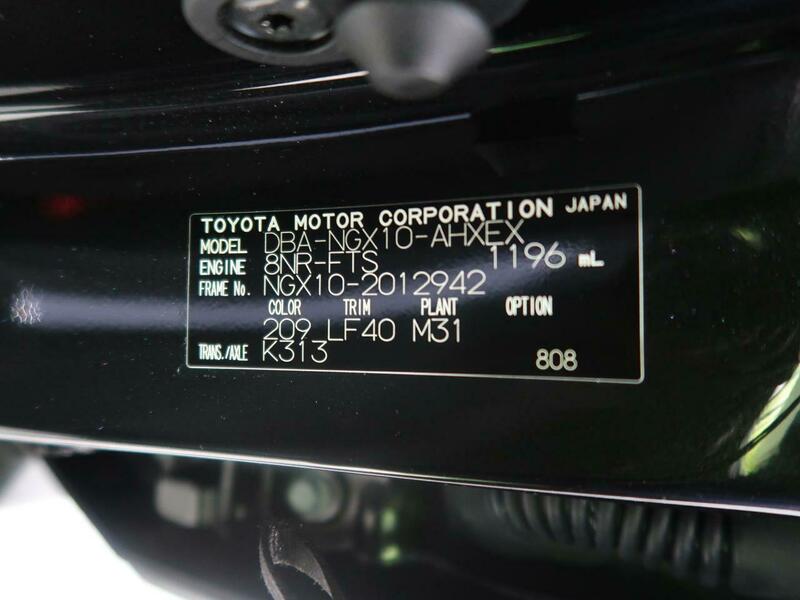 TOYOTA MOTOR CORPORATION JAPAN
MODEL DBA-NGX10-AHXEX
ENGINE 8NR-FTS 1196 mL
FRAME No. NGX10-2012942
COLOR TRIM PLANT OPTION
209 LF40 M31
TRANS./AXLE K313
808